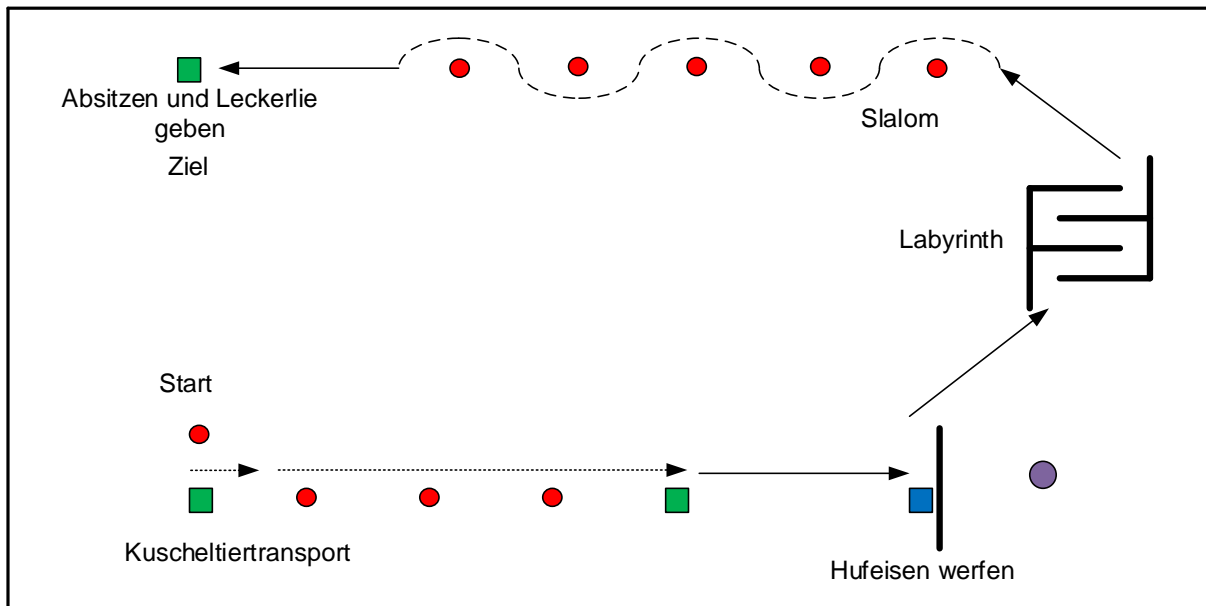 Absitzen und Leckerlie
geben
Ziel
Slalom
Labyrinth
Start
Kuscheltiertransport
Hufeisen werfen